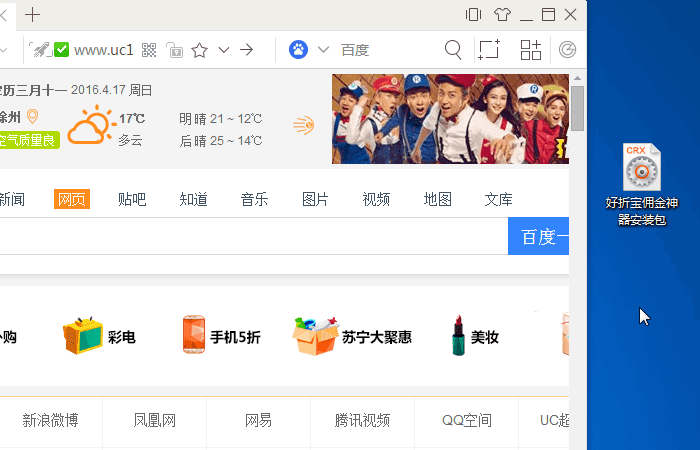 www.uc1
百度
历三月十一 2016.4.17 周日
徐州
17℃
明 晴 21 ~ 12℃
空气质量良
多云
后 晴 25 ~ 14℃
新闻 网页 贴吧 知道 音乐 图片 视频 地图 文库
百度一
购 彩电 手机5折 苏宁大聚惠 美妆
新浪微博 凤凰网 网易 腾讯视频 QQ空间 UC超
CRX
好折宝佣金神
器安装包